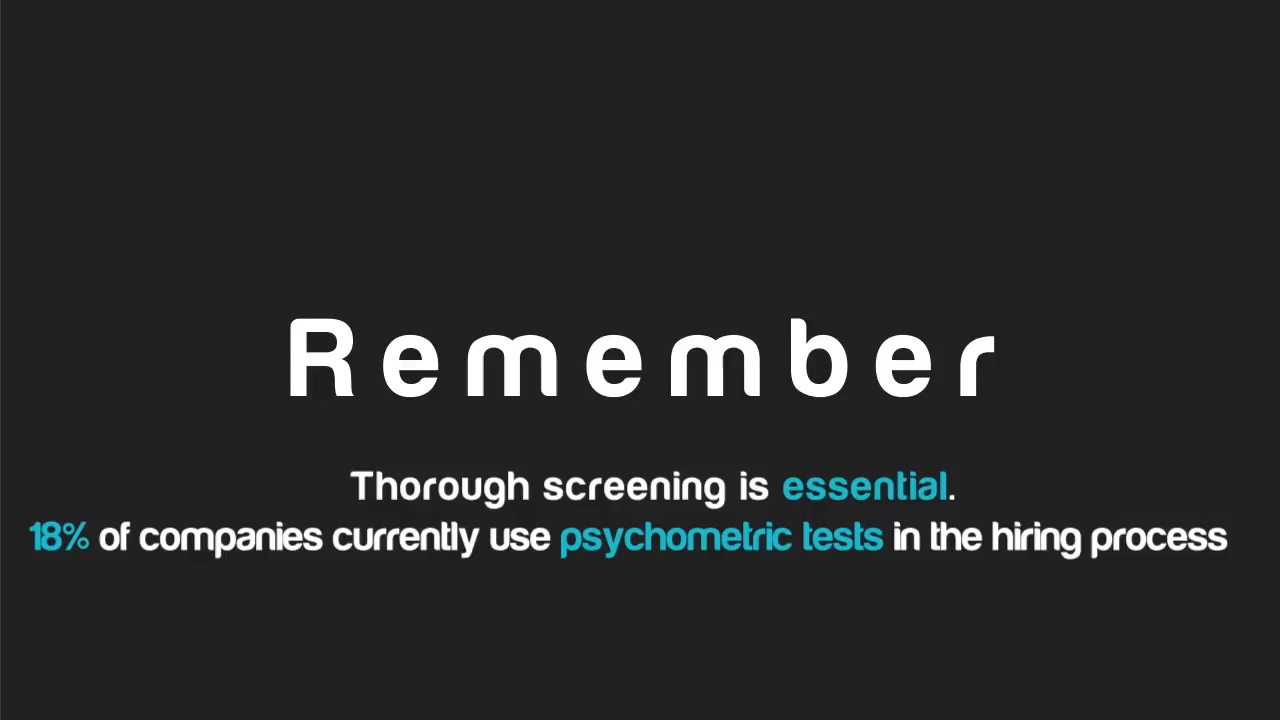 Remember
Thorough screening is essential.
18% of companies currently use psychometric tests in the hiring process